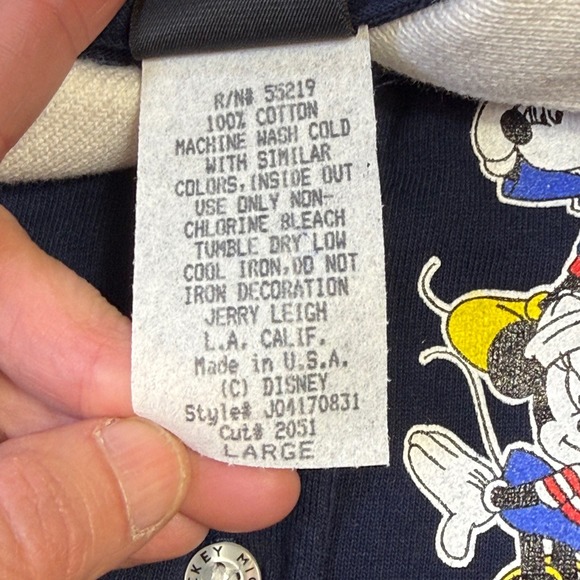 R/N# 55219
100% COTTON
MACHINE WASH COLD
WITH SIMILAR
COLORS, INSIDE OUT
USE ONLY NON-
CHLORINE BLEACH
TUMBLE DRY LOW
COOL IRON, DO NOT
IRON DECORATION
JERRY LEIGH
L.A. CALIF.
Made in U.S.A.
(C) DISNEY
Style# J04170831
Cut# 2051
LARGE